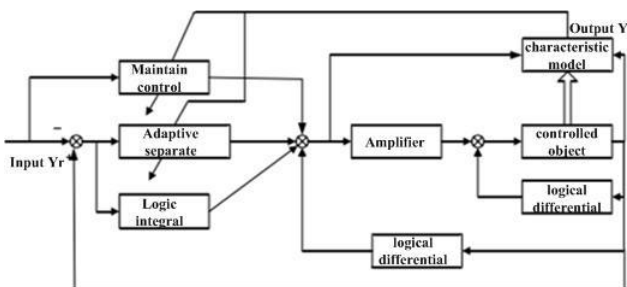 Output Y
characteristic
model
Maintain
control
Input Yr
Adaptive
separate
Amplifier
controlled
object
Logic
integral
logical
differential
logical
differential